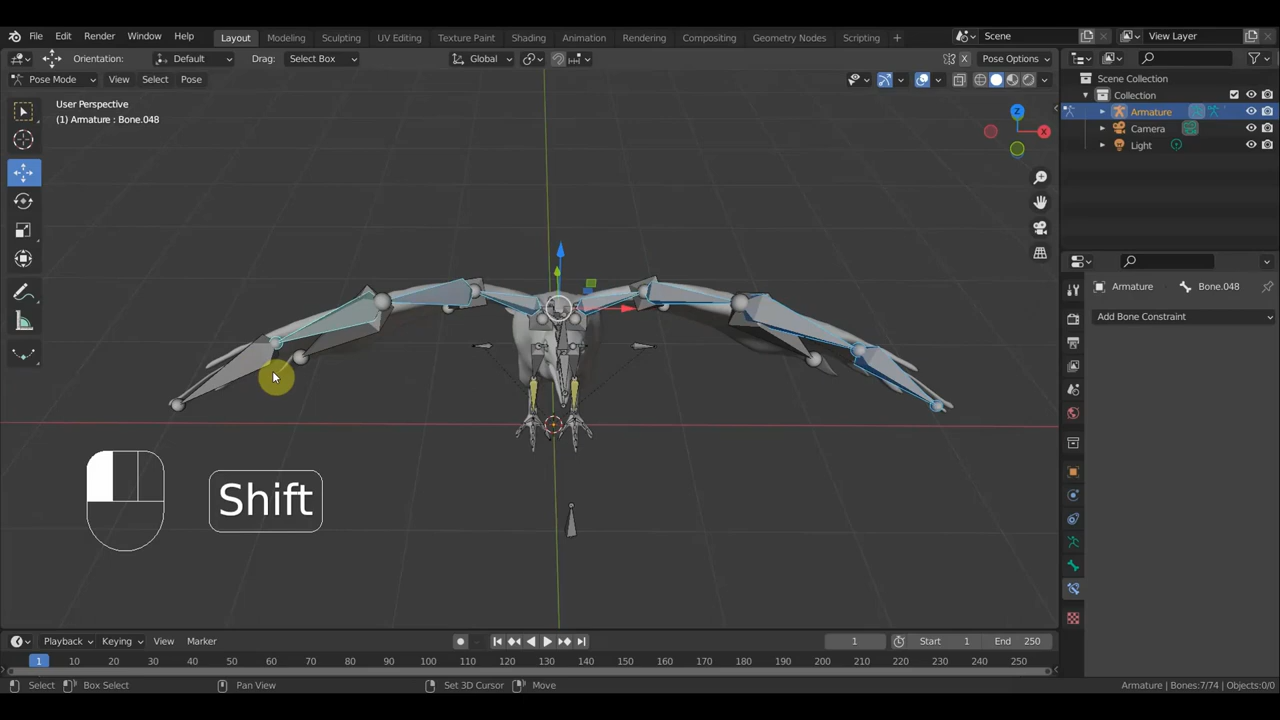 File Edit Render Window Help Layout Modeling Sculpting UV Editing Texture Paint Shading Animation Rendering Compositing Geometry Nodes Scripting + Scene View Layer
Orientation: Default Drag: Select Box Global X Pose Options
Pose Mode View Select Pose
Scene Collection
Collection
Armature
Camera
Light
User Perspective
(1) Armature : Bone.048
Z
X
Y
Armature Bone.048
Add Bone Constraint
Shift
Playback Keying View Marker 1 Start 1 End 250
1 10 20 30 40 50 60 70 80 90 100 110 120 130 140 150 160 170 180 190 200 210 220 230 240 250
Select Box Select Pan View Set 3D Cursor Move Armature | Bones:7/74 | Objects:0/0